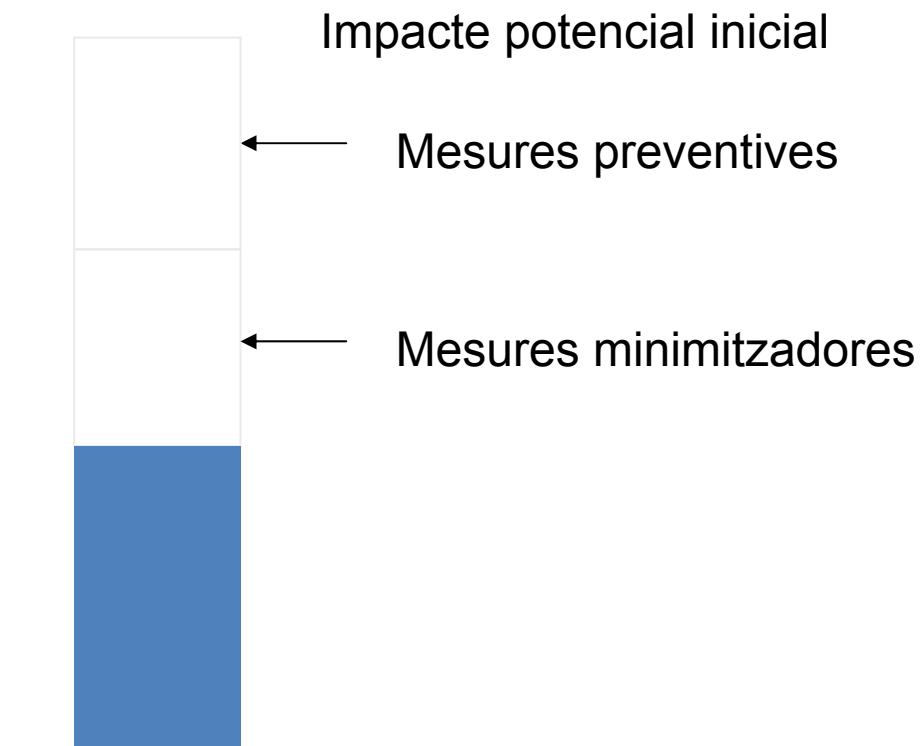 Impacte potencial inicial
Mesures preventives
Mesures minimitzadores